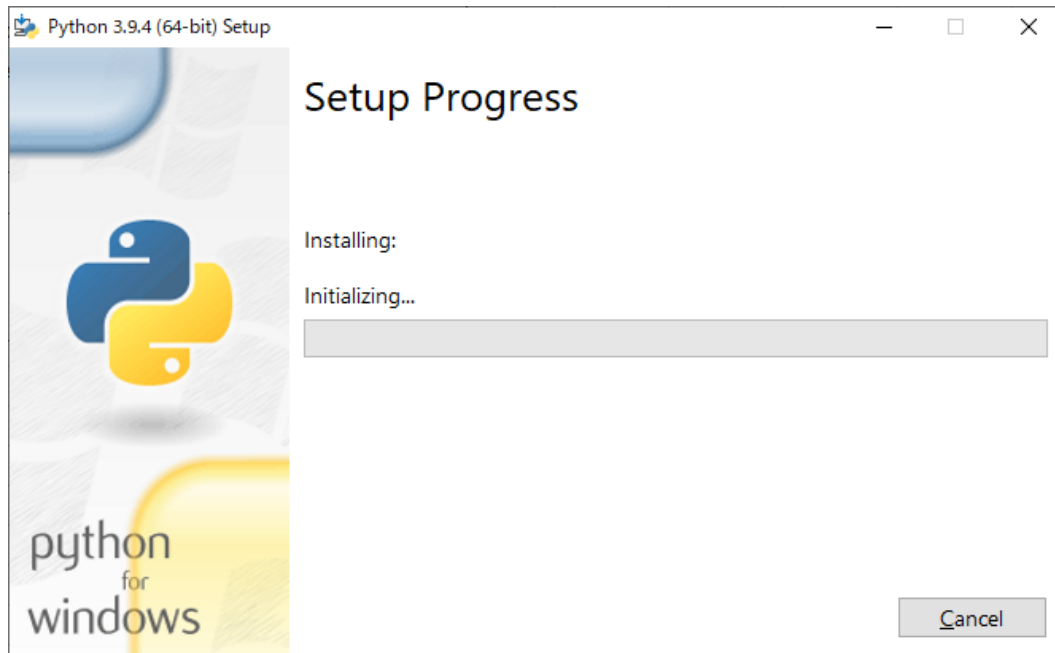 Python 3.9.4 (64-bit) Setup
Setup Progress
Installing:
Initializing...
python
for
windows
Cancel